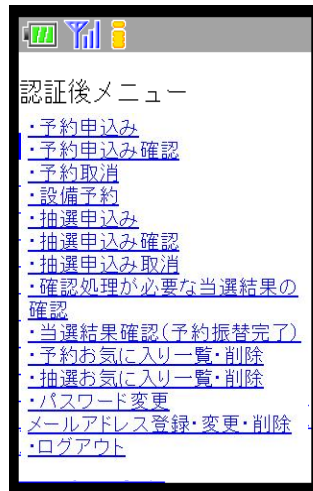 認証後メニュー
・予約申込み
・予約申込み確認
・予約取消
・設備予約
・抽選申込み
・抽選申込み確認
・抽選申込み取消
・確認処理が必要な当選結果の
確認
・当選結果確認(予約振替完了)
・予約お気に入り一覧・削除
・抽選お気に入り一覧・削除
・パスワード変更
メールアドレス登録・変更・削除
・ログアウト